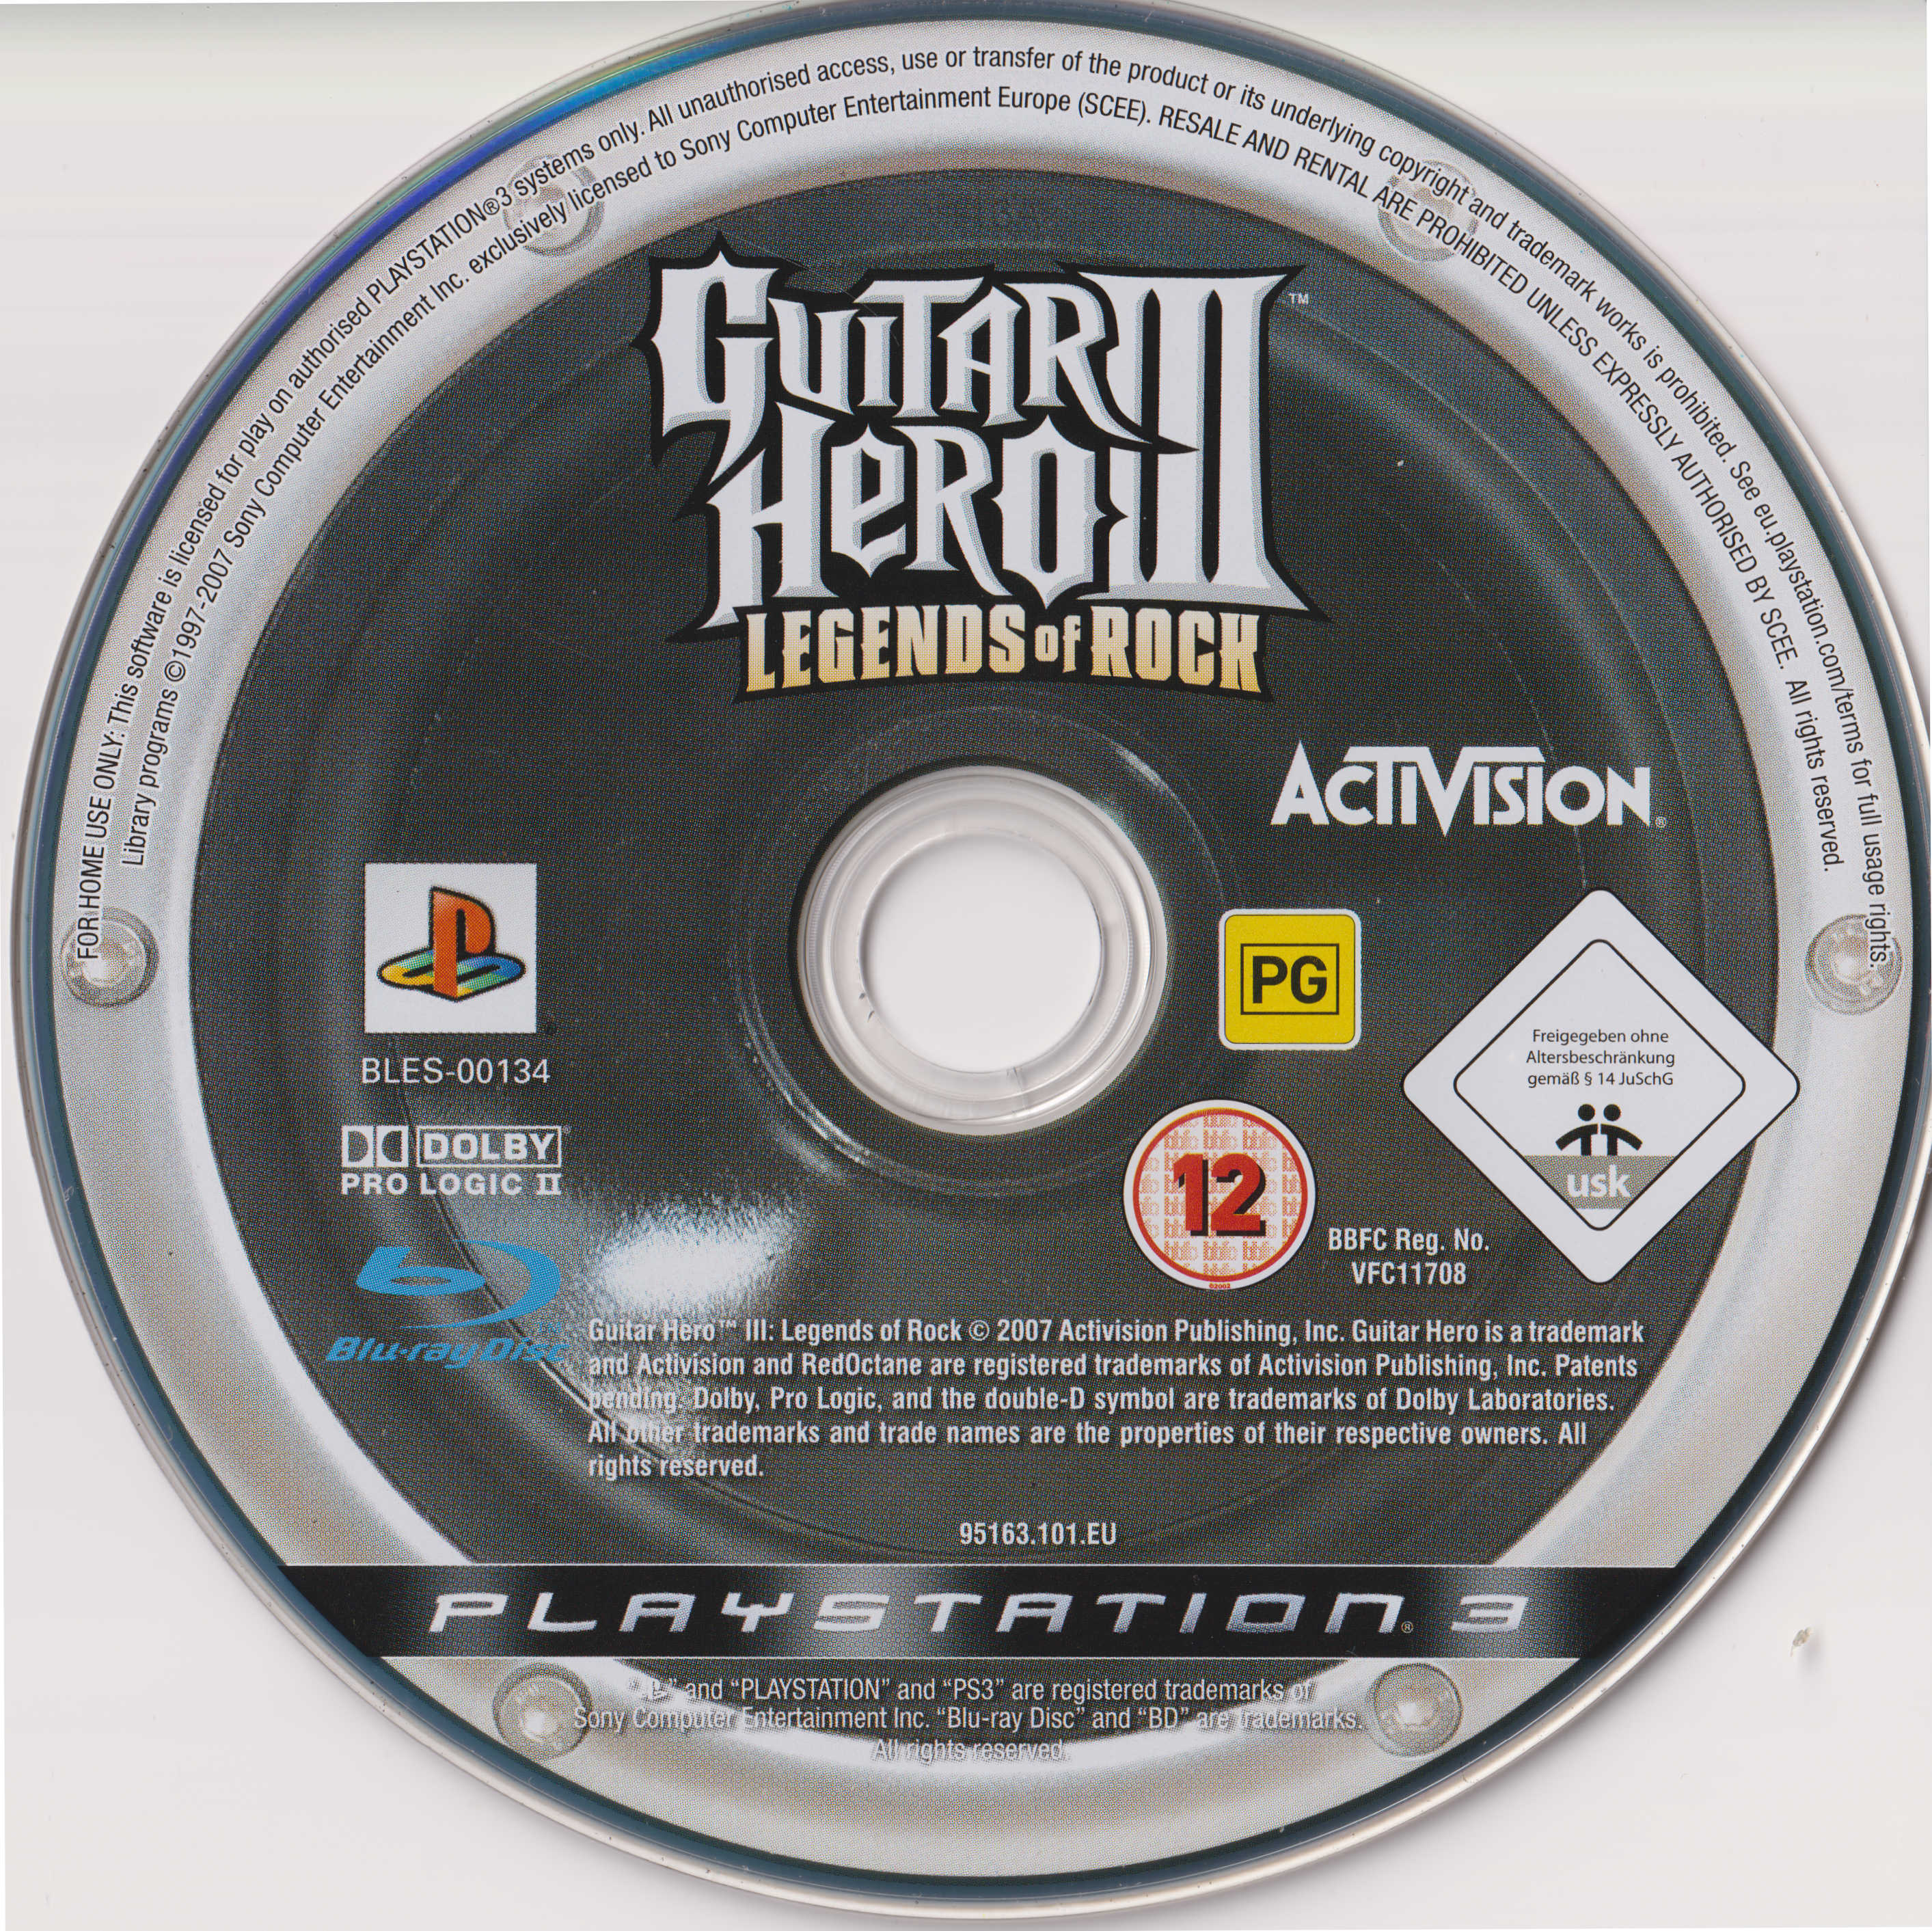 FOR HOME USE ONLY: This software is licensed for play on authorised PLAYSTATION®3 systems only. All unauthorised access, use or transfer of the product or its underlying copyright and trademark works is prohibited. See eu.playstation.com/terms for full usage rights.
Library programs ©1997-2007 Sony Computer Entertainment Inc. exclusively licensed to Sony Computer Entertainment Europe (SCEE). RESALE AND RENTAL ARE PROHIBITED UNLESS EXPRESSLY AUTHORISED BY SCEE. All rights reserved.
GUITAR III™
HERO
LEGENDS of ROCK
ACTIVISION®
PG
BLES-00134
Freigegeben ohne
Altersbeschränkung
gemäß § 14 JuSchG
usk
DOLBY®
PRO LOGIC II
12
BBFC Reg. No.
VFC11708
Blu-ray Disc
Guitar Hero™ III: Legends of Rock © 2007 Activision Publishing, Inc. Guitar Hero is a trademark
and Activision and RedOctane are registered trademarks of Activision Publishing, Inc. Patents
pending. Dolby, Pro Logic, and the double-D symbol are trademarks of Dolby Laboratories.
All other trademarks and trade names are the properties of their respective owners. All
rights reserved.
95163.101.EU
PLAYSTATION®3
” and “PLAYSTATION” and “PS3” are registered trademarks of
Sony Computer Entertainment Inc. “Blu-ray Disc” and “BD” are trademarks.
All rights reserved.